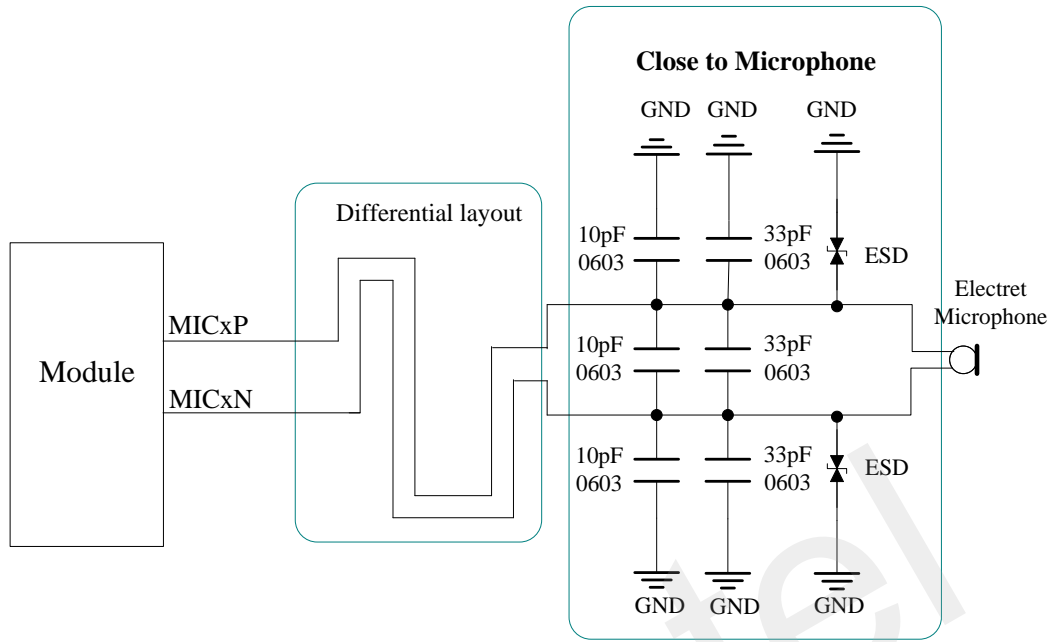 Close to Microphone
GND GND GND
Differential layout
10pF
0603
33pF
0603
ESD
Electret
Microphone
MICxP
10pF
0603
33pF
0603
Module
MICxN
10pF
0603
33pF
0603
ESD
GND GND GND